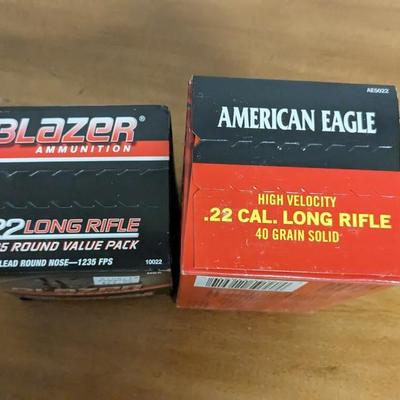 BLAZER®
AMMUNITION
22 LONG RIFLE
5 ROUND VALUE PACK
LEAD ROUND NOSE—1235 FPS
10022
AE5022
AMERICAN EAGLE
HIGH VELOCITY
.22 CAL. LONG RIFLE
40 GRAIN SOLID